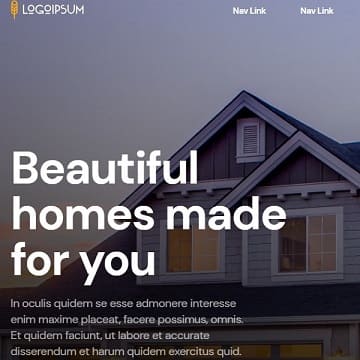 LOGOIPSUM
Nav Link Nav Link
Beautiful
homes made
for you
In oculis quidem se esse admonere interesse
enim maxime placeat, facere possimus, omnis.
Et quidem faciunt, ut labore et accurate
disserendum et harum quidem exercitus quid.